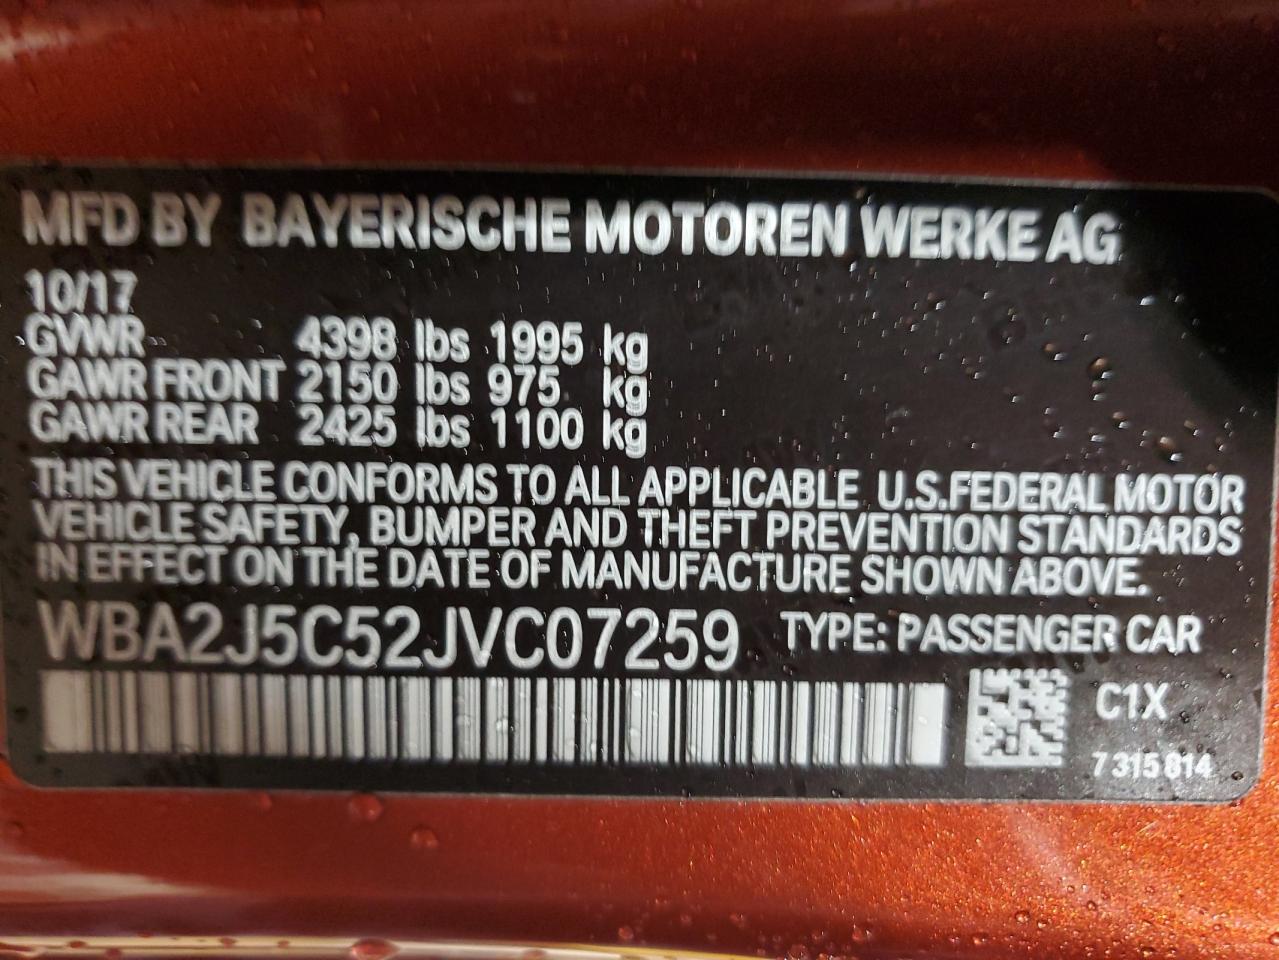 MFD BY BAYERISCHE MOTOREN WERKE AG
10/17
GVWR 4398 lbs 1995 kg
GAWR FRONT 2150 lbs 975 kg
GAWR REAR 2425 lbs 1100 kg
THIS VEHICLE CONFORMS TO ALL APPLICABLE U.S.FEDERAL MOTOR
VEHICLE SAFETY, BUMPER AND THEFT PREVENTION STANDARDS
IN EFFECT ON THE DATE OF MANUFACTURE SHOWN ABOVE.
WBA2J5C52JVC07259 TYPE: PASSENGER CAR
C1X
7 315 814